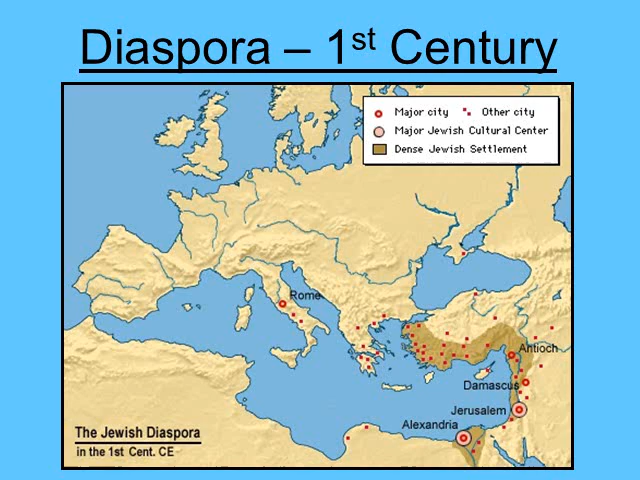 Diaspora – 1st Century
Major city Other city
Major Jewish Cultural Center
Dense Jewish Settlement
Rome
Antioch
Damascus
Jerusalem
Alexandria
The Jewish Diaspora
in the 1st Cent. CE